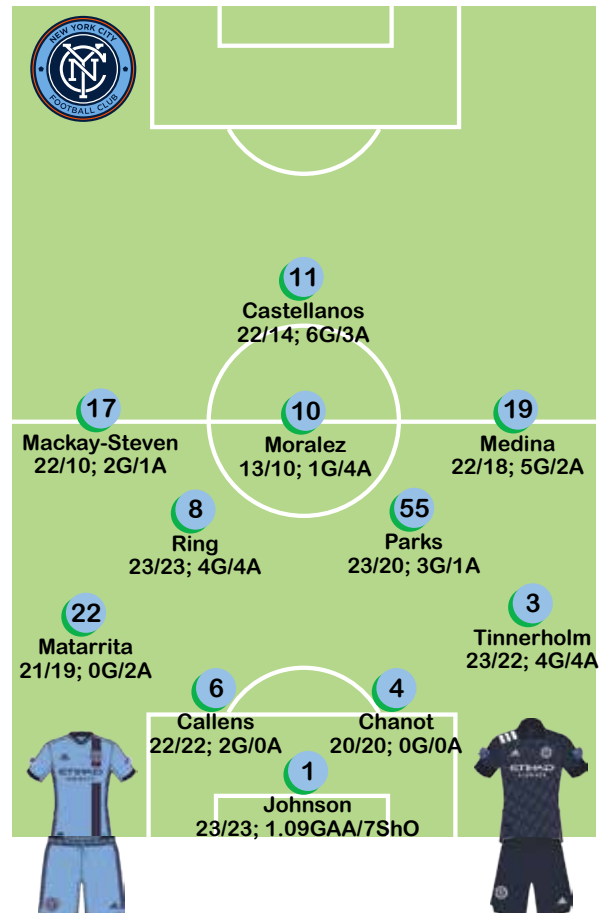 NEW YORK CITY
NYC
FOOTBALL CLUB
11
Castellanos
22/14; 6G/3A
17
Mackay-Steven
22/10; 2G/1A
10
Moralez
13/10; 1G/4A
19
Medina
22/18; 5G/2A
8
Ring
23/23; 4G/4A
55
Parks
23/20; 3G/1A
22
Matarrita
21/19; 0G/2A
3
Tinnerholm
23/22; 4G/4A
6
Callens
22/22; 2G/0A
4
Chanot
20/20; 0G/0A
1
Johnson
23/23; 1.09GAA/7ShO
ETIHAD
ETIHAD